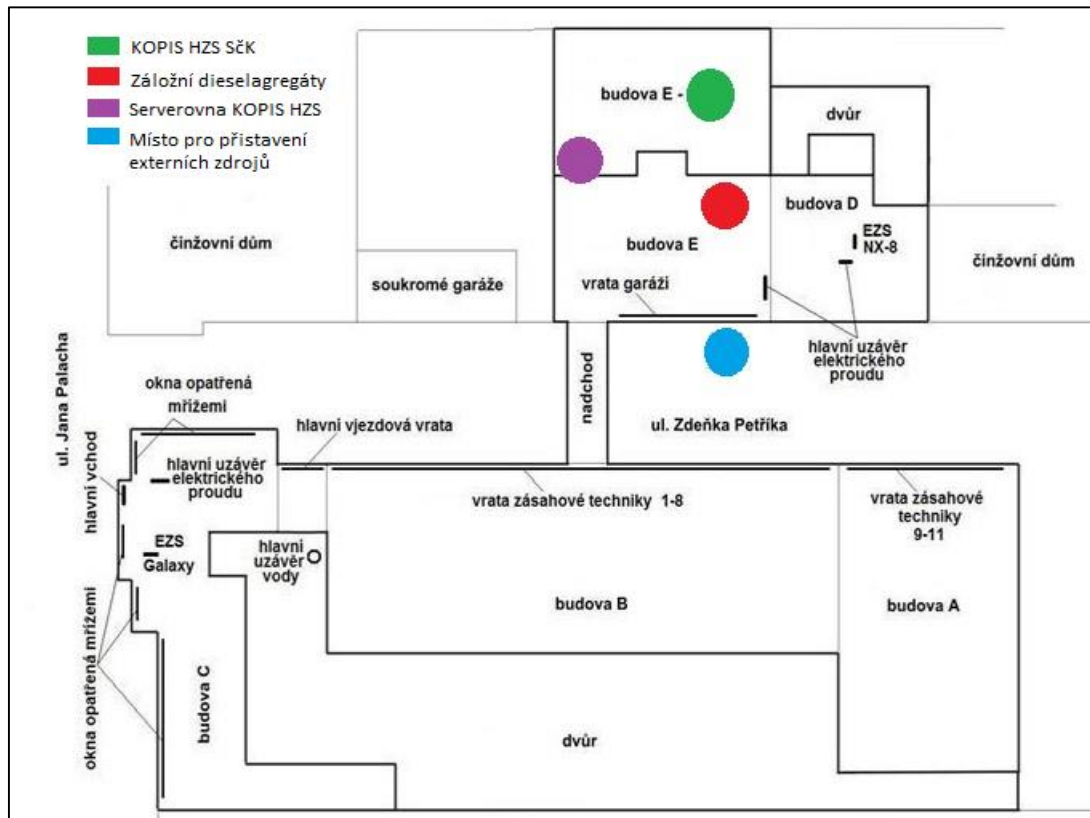 KOPIS HZS SčK
Záložní dieselagregáty
Serverovna KOPIS HZS
Místo pro přistavení
externích zdrojů
budova E -
dvůr
budova D
EZS
NX-8
budova E
činžovní dům
činžovní dům
soukromé garáže
vrata garáži
hlavní uzávěr
elektrického
proudu
nadchod
ul. Jana Palacha
okna opatřená
mřížemi
hlavní vjezdová vrata
ul. Zdeňka Petříka
hlavní vchod
hlavní uzávěr
elektrického
proudu
vrata zásahové techniky 1-8
vrata zásahové
techniky
9-11
EZS
Galaxy
hlavní
uzávěr
vody
budova B
budova A
okna opatřená mřížemi
budova C
dvůr